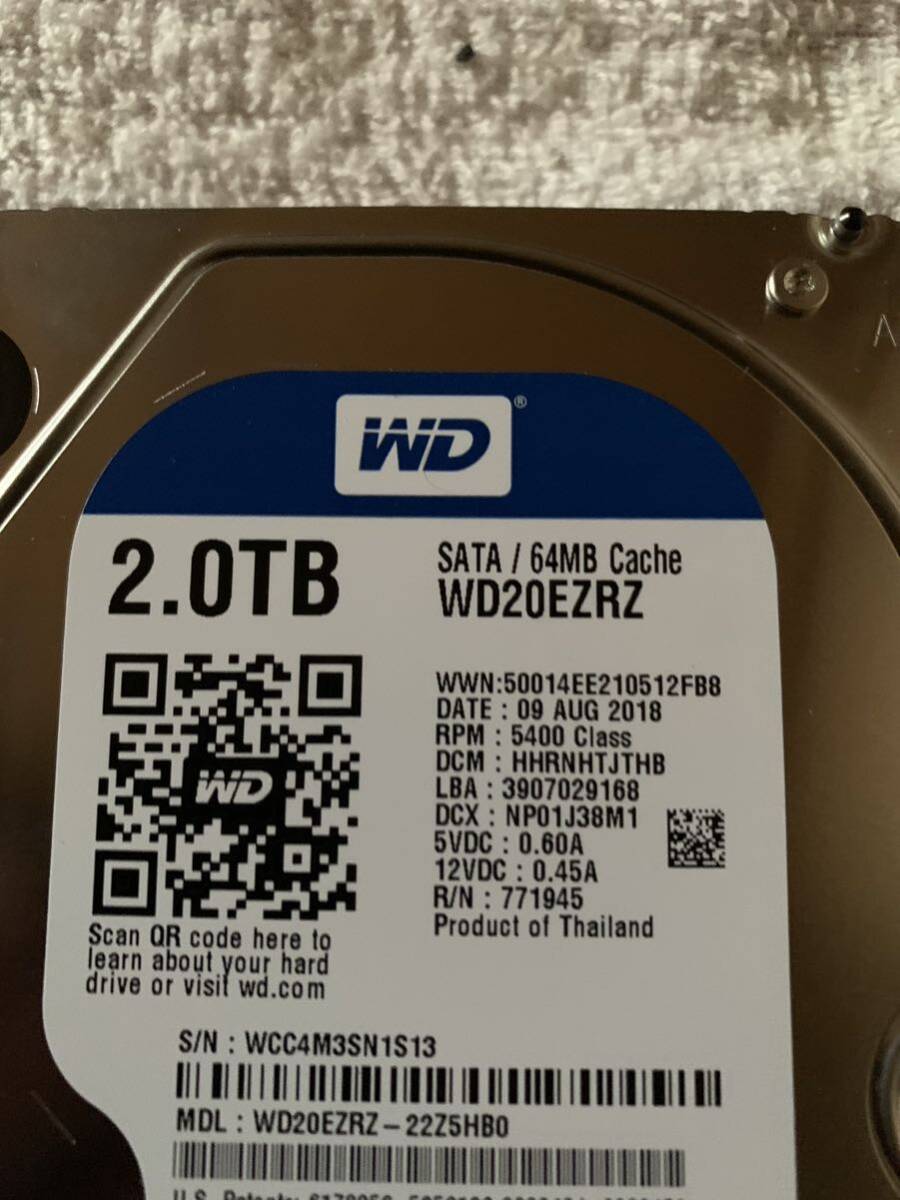 WD®
2.0TB
SATA / 64MB Cache
WD20EZRZ
WWN:50014EE210512FB8
DATE : 09 AUG 2018
RPM : 5400 Class
DCM : HHRNHTJTHB
LBA : 3907029168
DCX : NP01J38M1
5VDC : 0.60A
12VDC : 0.45A
R/N : 771945
Product of Thailand
WD
Scan QR code here to
learn about your hard
drive or visit wd.com
S/N : WCC4M3SN1S13
MDL : WD20EZRZ-22Z5HB0
U.S. Patents: